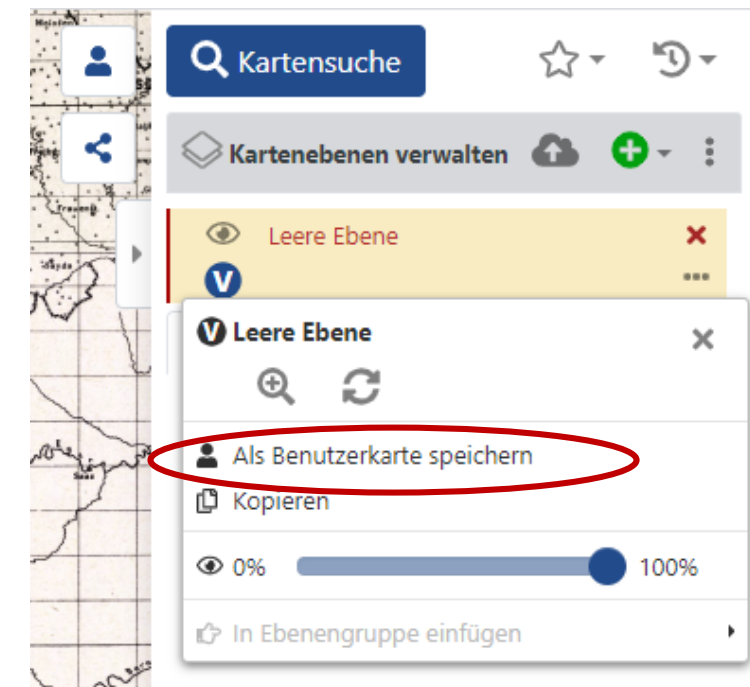 Kartensuche
Kartenebenen verwalten
Leere Ebene
V
V Leere Ebene
Als Benutzerkarte speichern
Kopieren
0% 100%
In Ebenengruppe einfügen